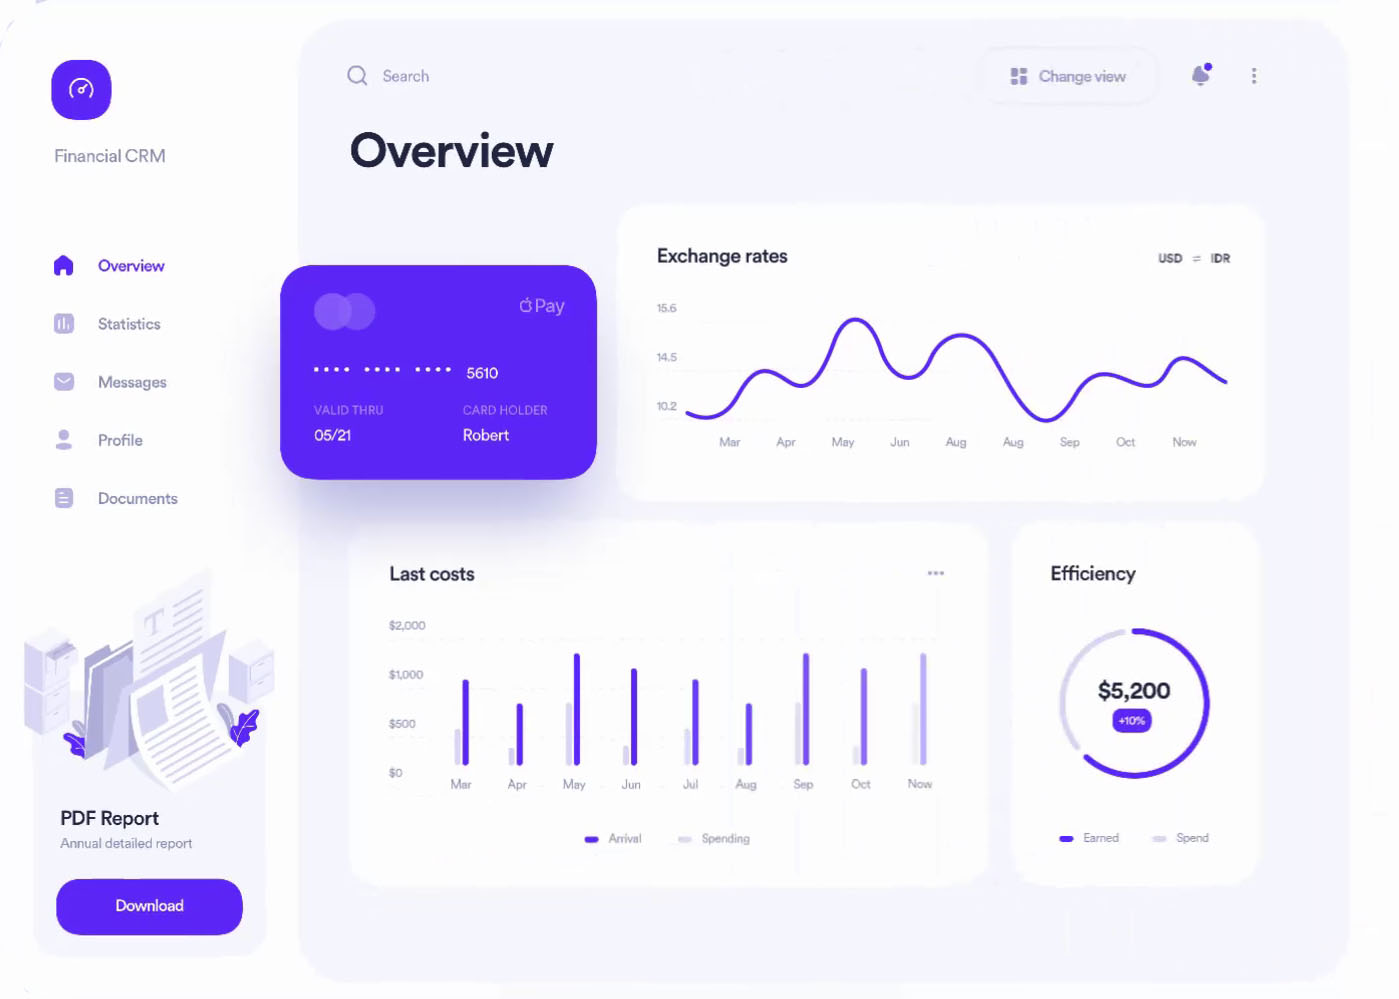 Search
Change view
Financial CRM
Overview
Overview
Statistics
Messages
Profile
Documents
Pay
5610
VALID THRU
CARD HOLDER
05/21
Robert
Exchange rates
USD ⇌ IDR
15.6
14.5
10.2
Mar Apr May Jun Aug Aug Sep Oct Now
Last costs
$2,000
$1,000
$500
$0
Mar Apr May Jun Jul Aug Sep Oct Now
Arrival Spending
Efficiency
$5,200
+10%
Earned Spend
T
PDF Report
Annual detailed report
Download